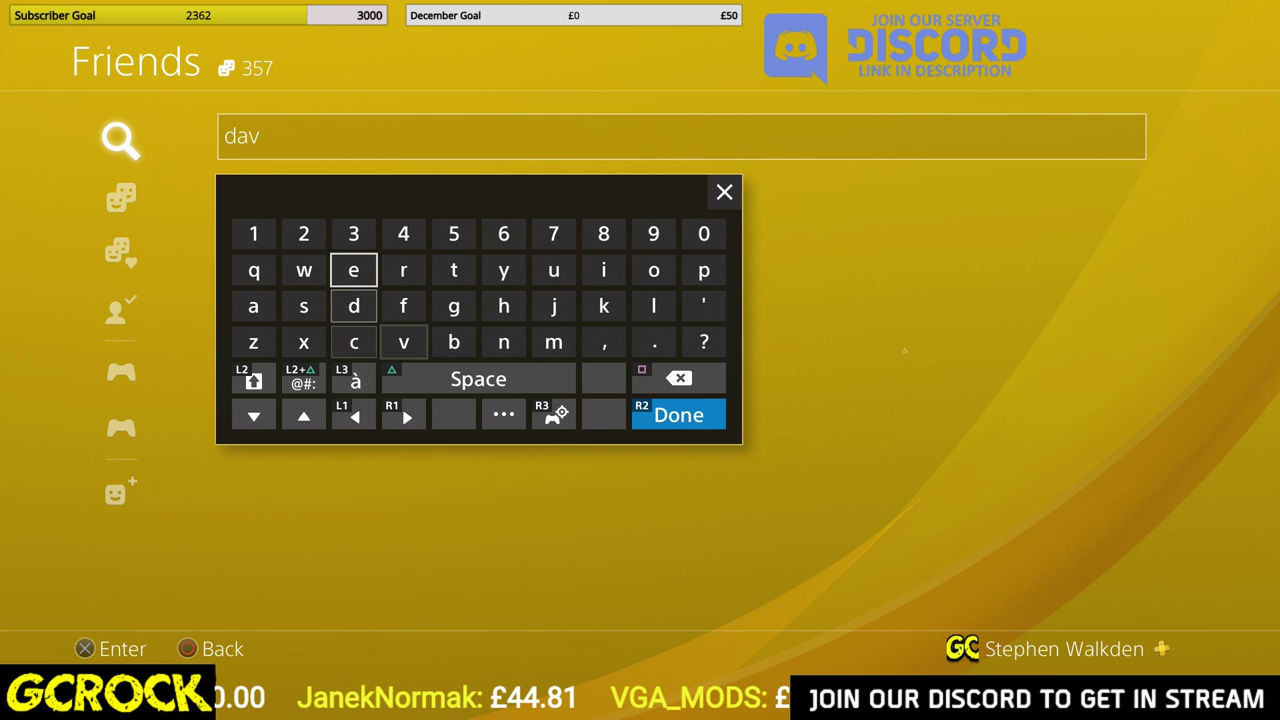 Subscriber Goal 2362 3000 December Goal £0 £50
JOIN OUR SERVER
DISCORD
LINK IN DESCRIPTION
Friends 357
dav
1 2 3 4 5 6 7 8 9 0
q w e r t y u i o p
a s d f g h j k l '
z x c v b n m , . ?
L2 L2+△ @#: L3 à △ Space □
L1 R1 ... R3 R2 Done
Enter Back GC Stephen Walkden
GCROCK 0.00 JanekNormak: £44.81 VGA_MODS: £ JOIN OUR DISCORD TO GET IN STREAM